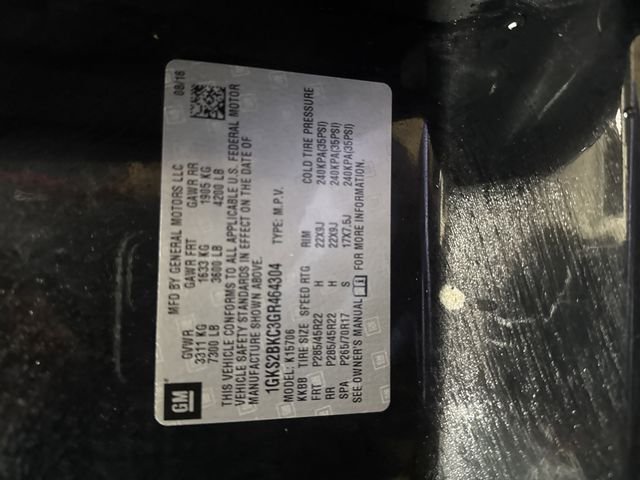 GM
MFD BY GENERAL MOTORS LLC 08/16
GVWR GAWR FRT GAWR RR
3311 KG 1633 KG 1905 KG
7300 LB 3600 LB 4200 LB
THIS VEHICLE CONFORMS TO ALL APPLICABLE U.S. FEDERAL MOTOR
VEHICLE SAFETY STANDARDS IN EFFECT ON THE DATE OF
MANUFACTURE SHOWN ABOVE.
1GKS2BKC3GR464304 TYPE: M.P.V.
MODEL: K15706
KKBB TIRE SIZE SPEED RTG RIM COLD TIRE PRESSURE
FRT P285/45R22 H 22X9J 240KPA(35PSI)
RR P285/45R22 H 22X9J 240KPA(35PSI)
SPA P265/70R17 S 17X7.5J 240KPA(35PSI)
SEE OWNER'S MANUAL FOR MORE INFORMATION.